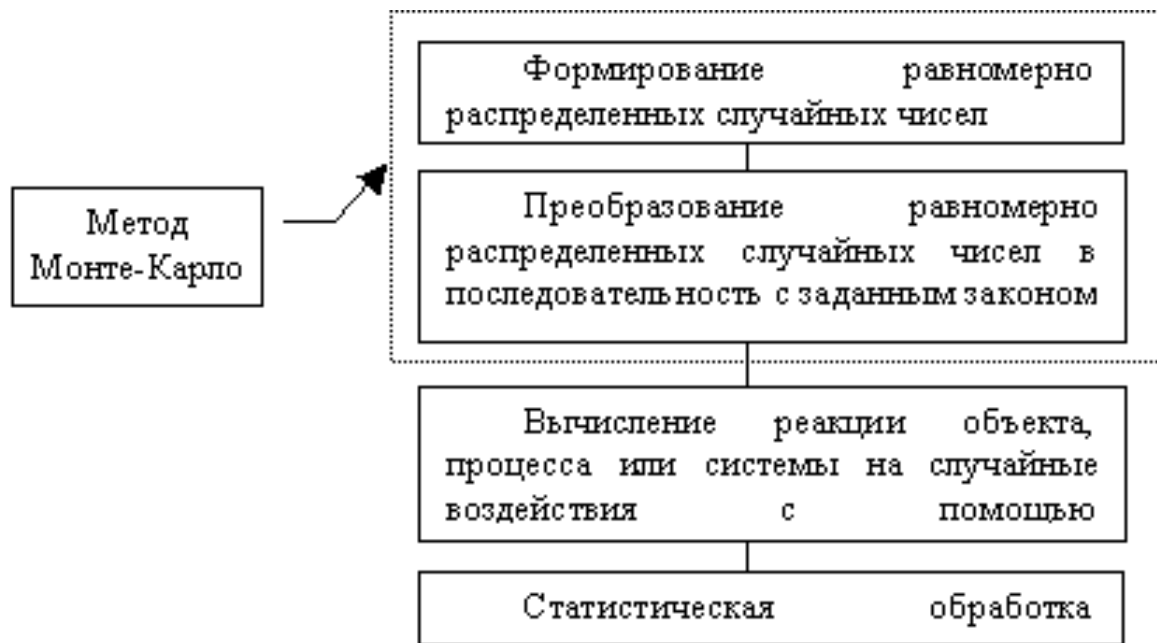 Формирование равномерно
распределенных случайных чисел
Метод
Монте-Карло
Преобразование равномерно
распределенных случайных чисел в
последовательность с заданным законом
Вычисление реакции объекта,
процесса или системы на случайные
воздействия с помощью
Статистическая обработка